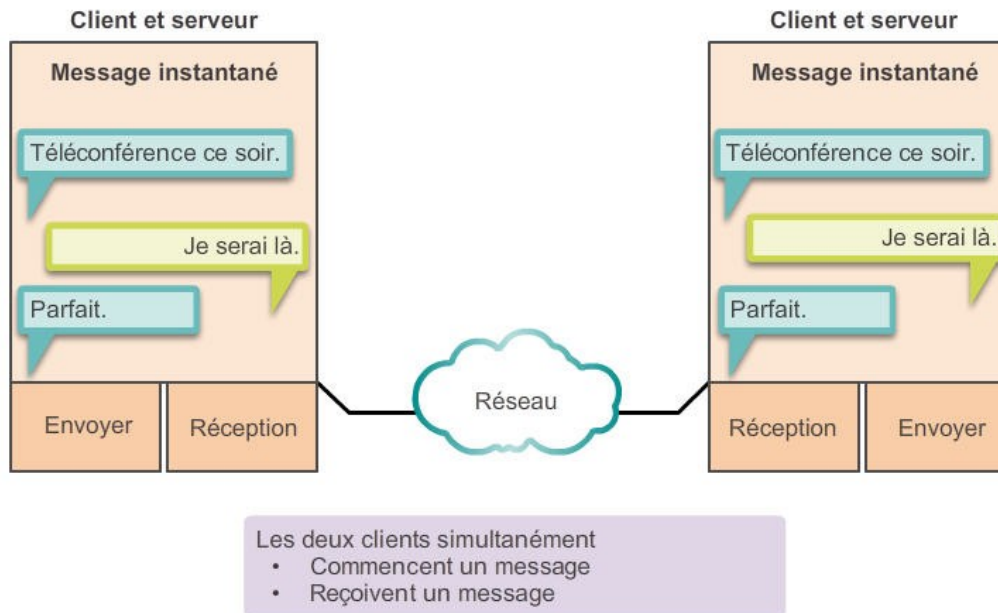 Client et serveur
Message instantané
Téléconférence ce soir.
Je serai là.
Parfait.
Envoyer
Réception
Réseau
Client et serveur
Message instantané
Téléconférence ce soir.
Je serai là.
Parfait.
Réception
Envoyer
Les deux clients simultanément
• Commencent un message
• Reçoivent un message